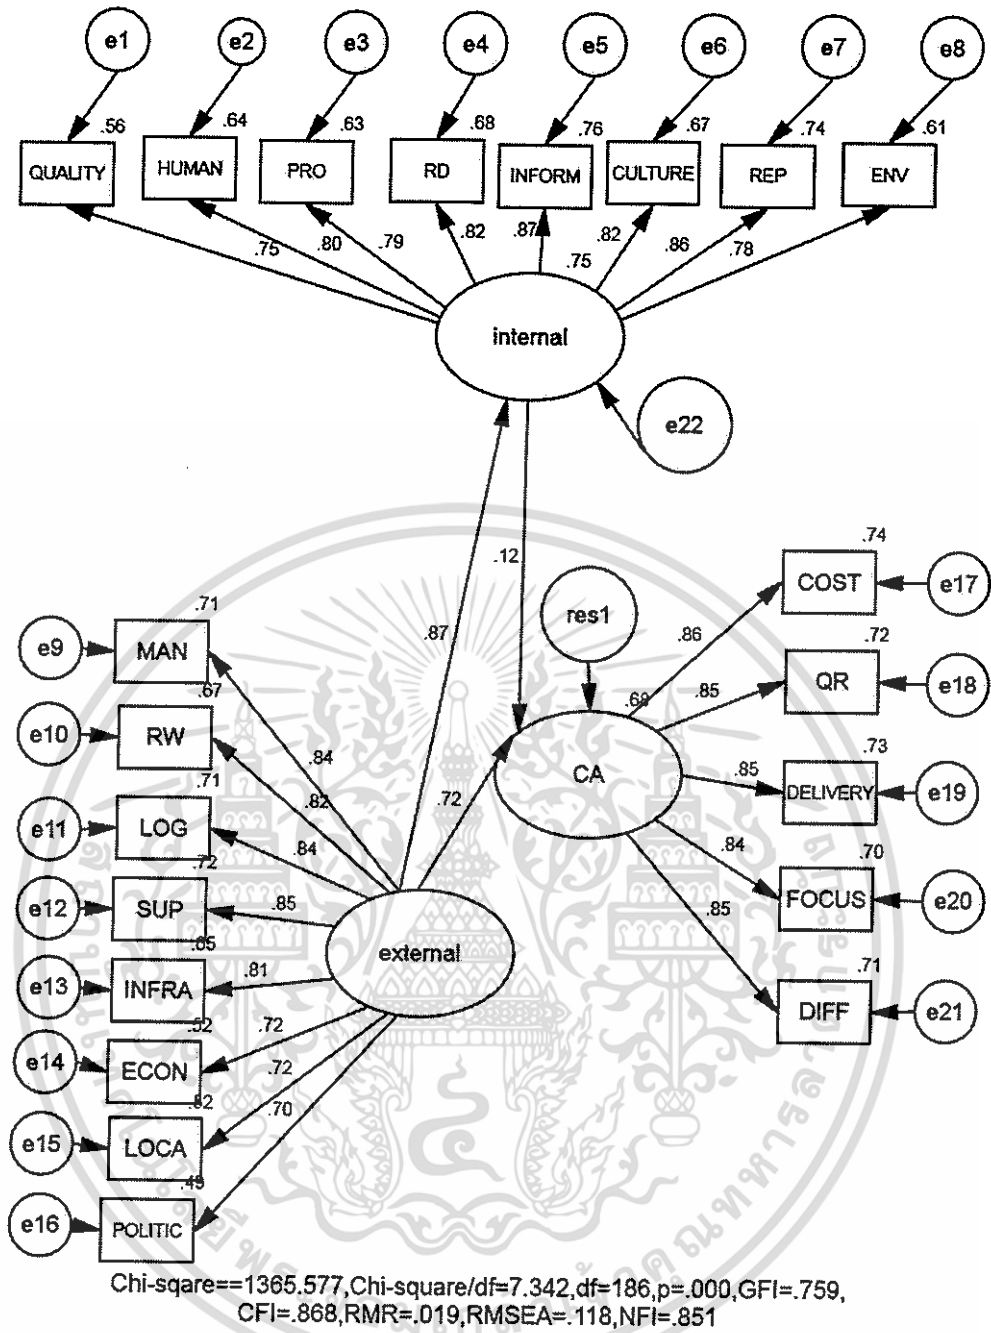 e1 e2 e3 e4 e5 e6 e7 e8
.56 .64 .63 .68 .76 .67 .74 .61
QUALITY HUMAN PRO RD INFORM CULTURE REP ENV
.75 .80 .79 .82 .87 .82 .86 .78
.75
internal
e22
.12
.87
res1
.74
COST e17
.86
.72
QR e18
.85
.68
CA
.73
DELIVERY e19
.85
.70
FOCUS e20
.84
.71
DIFF e21
.85
.72
.71
e9 MAN
.84
.67
e10 RW
.82
.71
e11 LOG
.84
.72
e12 SUP
.85
external
.65
e13 INFRA
.81
.52
e14 ECON
.72
.52
e15 LOCA
.72
.49
e16 POLITIC
.70
Chi-sqare==1365.577,Chi-square/df=7.342,df=186,p=.000,GFI=.759,
CFI=.868,RMR=.019,RMSEA=.118,NFI=.851